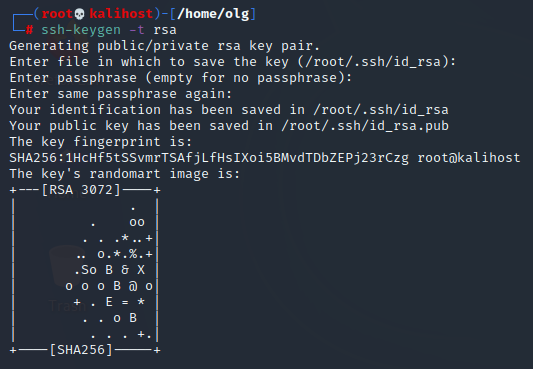 ┌──(root💀kalihost)-[/home/olg]
└─# ssh-keygen -t rsa
Generating public/private rsa key pair.
Enter file in which to save the key (/root/.ssh/id_rsa):
Enter passphrase (empty for no passphrase):
Enter same passphrase again:
Your identification has been saved in /root/.ssh/id_rsa
Your public key has been saved in /root/.ssh/id_rsa.pub
The key fingerprint is:
SHA256:1HcHf5tSSvmrTSAfjLfHsIXoi5BMvdTDbZEPj23rCzg root@kalihost
The key's randomart image is:
+---[RSA 3072]----+
|              .  |
|         .    oo |
|        . . .*..+|
|       .. o.*.%.+|
|       .So B & X |
|      o o o B @ o|
|       + . E = * |
|        . . o B  |
|         . . . +.|
+----[SHA256]-----+